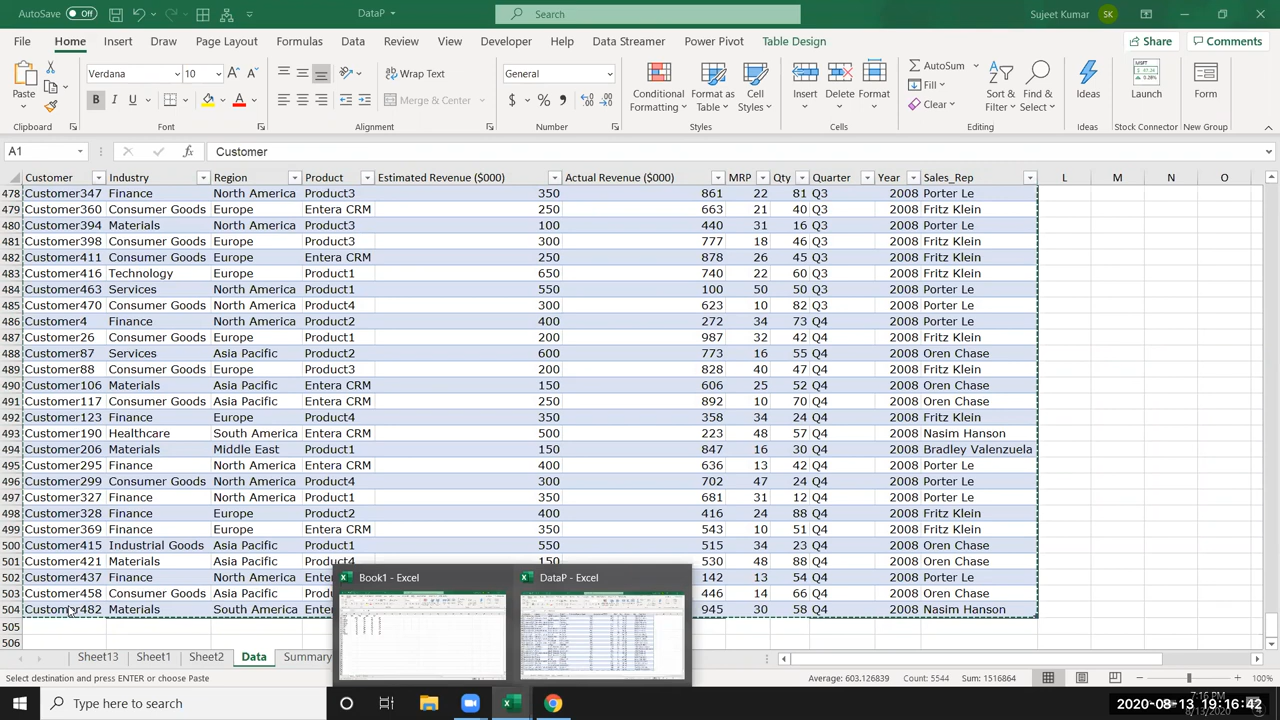 AutoSave Off DataP Search Sujeet Kumar SK
File Home Insert Draw Page Layout Formulas Data Review View Developer Help Data Streamer Power Pivot Table Design Share Comments
Paste Verdana 10 Wrap Text General Conditional Formatting Format as Table Cell Styles Insert Delete Format AutoSum Fill Clear Sort & Filter Find & Select Ideas Launch Form
B I U A Merge & Center $ %
Clipboard Font Alignment Number Styles Cells Editing Ideas Stock Connector New Group
A1 fx Customer
Customer Industry Region Product Estimated Revenue ($000) Actual Revenue ($000) MRP Qty Quarter Year Sales_Rep L M N O
478 Customer347 Finance North America Product3 350 861 22 81 Q3 2008 Porter Le
479 Customer360 Consumer Goods Europe Entera CRM 250 663 21 40 Q3 2008 Fritz Klein
480 Customer394 Materials North America Product3 100 440 31 16 Q3 2008 Porter Le
481 Customer398 Consumer Goods Europe Product3 300 777 18 46 Q3 2008 Fritz Klein
482 Customer411 Consumer Goods Europe Entera CRM 250 878 26 45 Q3 2008 Fritz Klein
483 Customer416 Technology Europe Product1 650 740 22 60 Q3 2008 Fritz Klein
484 Customer463 Services North America Product1 550 100 50 50 Q3 2008 Porter Le
485 Customer470 Consumer Goods North America Product4 300 623 10 82 Q3 2008 Porter Le
486 Customer4 Finance North America Product2 400 272 34 73 Q4 2008 Porter Le
487 Customer26 Consumer Goods Europe Product1 200 987 32 42 Q4 2008 Fritz Klein
488 Customer87 Services Asia Pacific Product2 600 773 16 55 Q4 2008 Oren Chase
489 Customer88 Consumer Goods Europe Product3 200 828 40 47 Q4 2008 Fritz Klein
490 Customer106 Materials Asia Pacific Product1 150 606 25 52 Q4 2008 Oren Chase
491 Customer117 Consumer Goods Asia Pacific Entera CRM 250 892 10 70 Q4 2008 Oren Chase
492 Customer123 Finance Europe Product4 350 358 34 24 Q4 2008 Fritz Klein
493 Customer190 Healthcare South America Entera CRM 500 223 48 57 Q4 2008 Nasim Hanson
494 Customer206 Materials Middle East Product1 150 847 16 30 Q4 2008 Bradley Valenzuela
495 Customer295 Finance North America Entera CRM 400 636 13 42 Q4 2008 Porter Le
496 Customer299 Consumer Goods North America Product4 300 702 47 24 Q4 2008 Porter Le
497 Customer327 Finance North America Product1 350 681 31 12 Q4 2008 Porter Le
498 Customer328 Finance Europe Product2 400 416 24 88 Q4 2008 Fritz Klein
499 Customer369 Finance Europe Entera CRM 350 543 10 51 Q4 2008 Fritz Klein
500 Customer415 Industrial Goods Asia Pacific Product1 550 515 34 23 Q4 2008 Oren Chase
501 Customer421 Materials Asia Pacific Product4 150 530 48 88 Q4 2008 Oren Chase
502 Customer437 Finance North America 142 13 54 Q4 2008 Porter Le
503 Customer458 Consumer Goods Asia Pacific 446 14 66 Q4 2008 Oren Chase
504 Customer482 Materials South America 945 30 58 Q4 2008 Nasim Hanson
505
506
Book1 - Excel DataP - Excel
Sheet13 Sheet1 Sheet2 Data Summary
Select destination and press ENTER or choose Paste Average: 603.126839 Count: 5544 Sum: 1516864 100%
Type here to search
7:16 PM
2020-08-13 19:16:42
8/13/2020